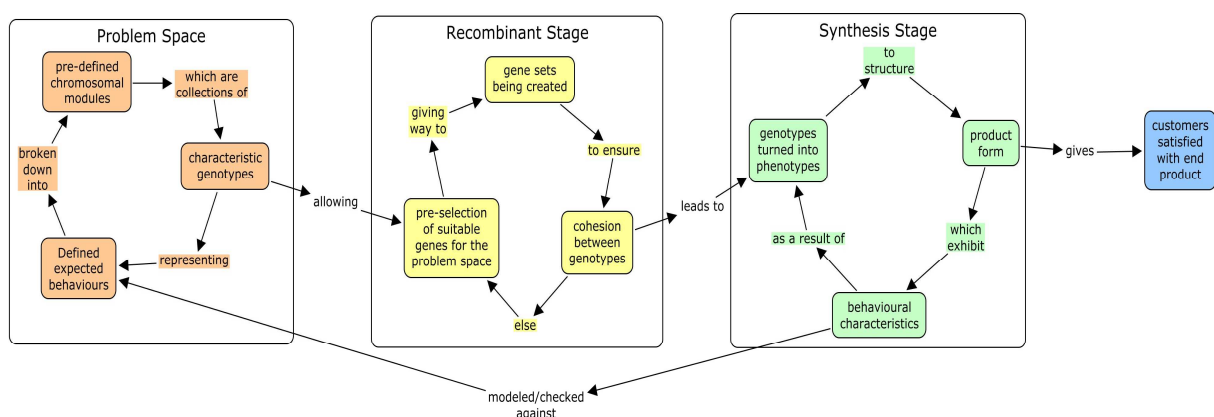 Problem Space
pre-defined
chromosomal
modules
which are
collections of
characteristic
genotypes
representing
Defined
expected
behaviours
broken
down
into
allowing
Recombinant Stage
gene sets
being created
giving
way to
to ensure
pre-selection
of suitable
genes for the
problem space
cohesion
between
genotypes
else
leads to
Synthesis Stage
to
structure
genotypes
turned into
phenotypes
product
form
as a result of
which
exhibit
behavioural
characteristics
gives
customers
satisfied
with end
product
modeled/checked
against